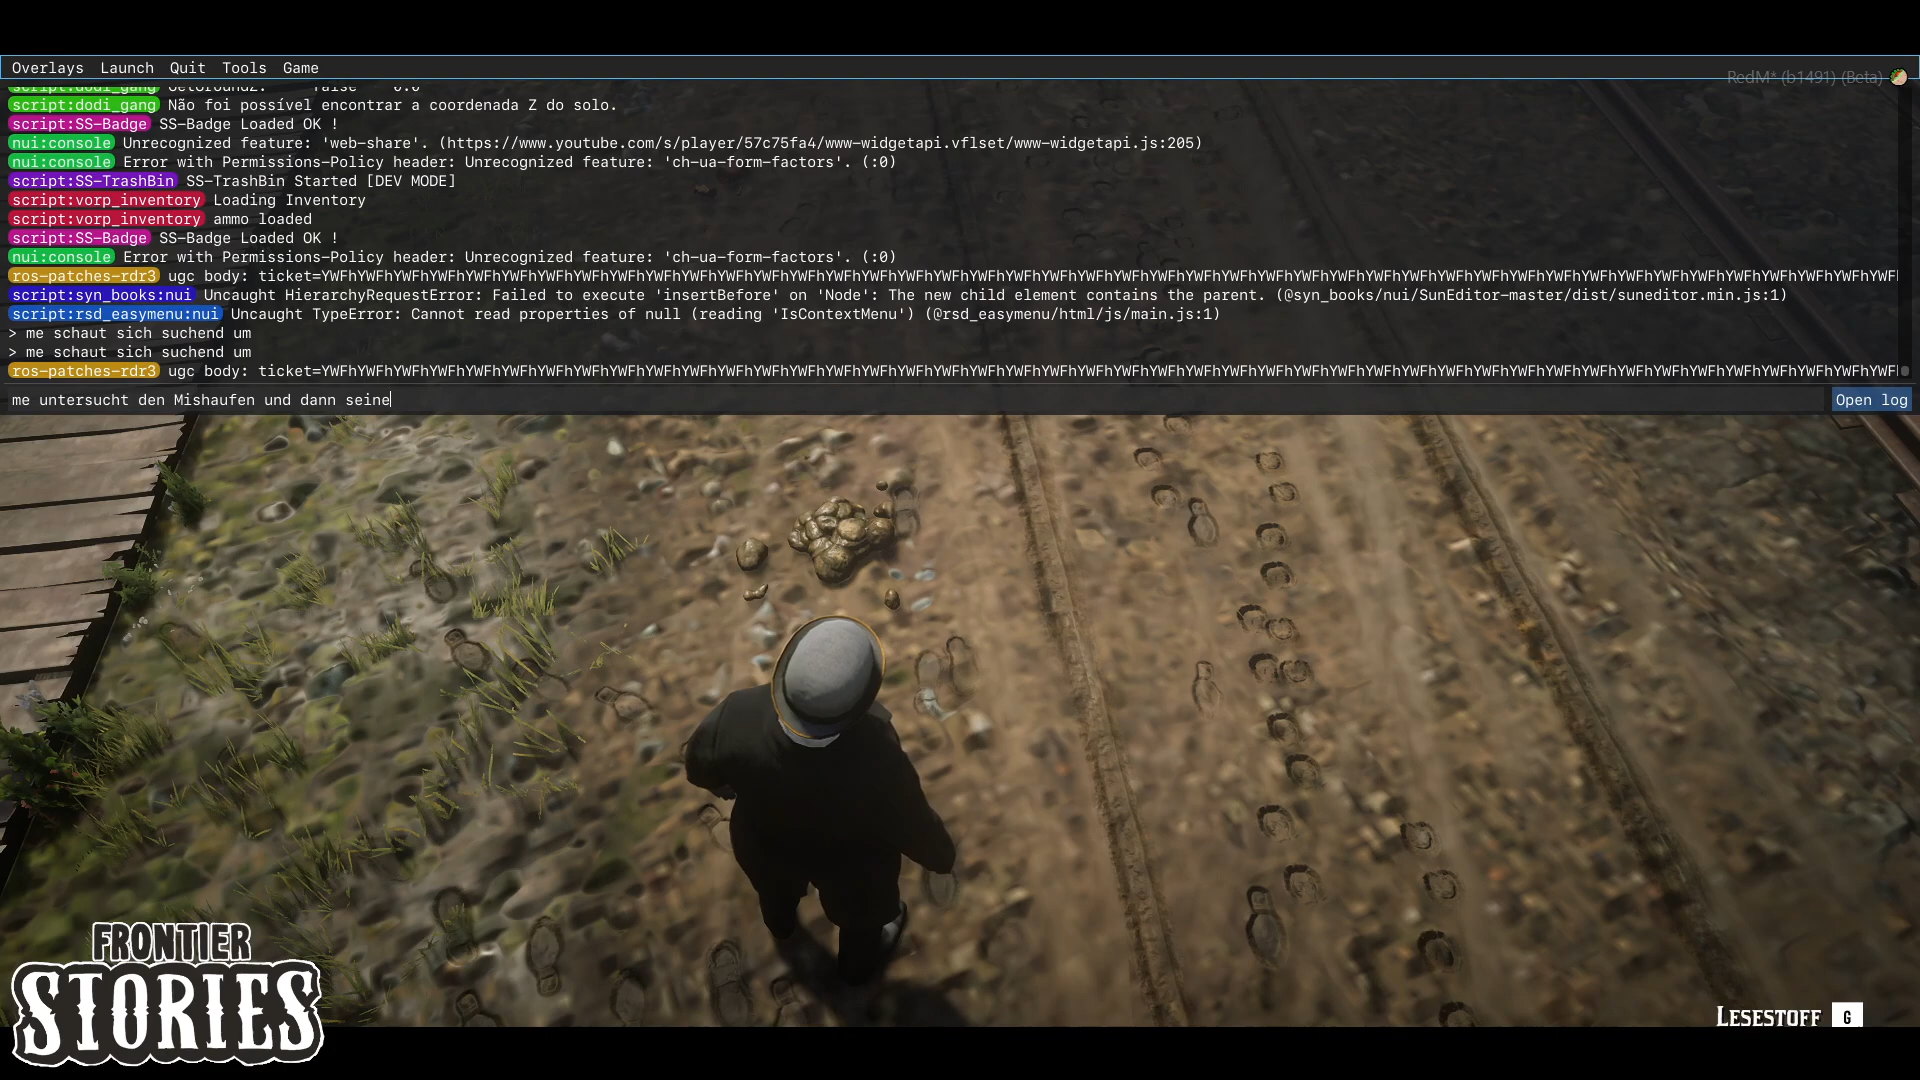 Overlays Launch Quit Tools Game
RedM* (b1491) (Beta)
script:dodi_gang GetGroundZ: false 0.0
script:dodi_gang Não foi possível encontrar a coordenada Z do solo.
script:SS-Badge SS-Badge Loaded OK !
nui:console Unrecognized feature: 'web-share'. (https://www.youtube.com/s/player/57c75fa4/www-widgetapi.vflset/www-widgetapi.js:205)
nui:console Error with Permissions-Policy header: Unrecognized feature: 'ch-ua-form-factors'. (:0)
script:SS-TrashBin SS-TrashBin Started [DEV MODE]
script:vorp_inventory Loading Inventory
script:vorp_inventory ammo loaded
script:SS-Badge SS-Badge Loaded OK !
nui:console Error with Permissions-Policy header: Unrecognized feature: 'ch-ua-form-factors'. (:0)
ros-patches-rdr3 ugc body: ticket=YWFhYWFhYWFhYWFhYWFhYWFhYWFhYWFhYWFhYWFhYWFhYWFhYWFhYWFhYWFhYWFhYWFhYWFhYWFhYWFhYWFhYWFhYWFhYWFhYWFhYWFhYWFhYWFhYWFhYWFhYWFhYWFhYWFhYWFhYWFhYWFhYWFhYWFhYWFhYWF
script:syn_books:nui Uncaught HierarchyRequestError: Failed to execute 'insertBefore' on 'Node': The new child element contains the parent. (@syn_books/nui/SunEditor-master/dist/suneditor.min.js:1)
script:rsd_easymenu:nui Uncaught TypeError: Cannot read properties of null (reading 'IsContextMenu') (@rsd_easymenu/html/js/main.js:1)
> me schaut sich suchend um
> me schaut sich suchend um
ros-patches-rdr3 ugc body: ticket=YWFhYWFhYWFhYWFhYWFhYWFhYWFhYWFhYWFhYWFhYWFhYWFhYWFhYWFhYWFhYWFhYWFhYWFhYWFhYWFhYWFhYWFhYWFhYWFhYWFhYWFhYWFhYWFhYWFhYWFhYWFhYWFhYWFhYWFhYWFhYWFhYWFhYWFhYWFhYWF
me untersucht den Mishaufen und dann seine
Open log
FRONTIER
STORIES
LESESTOFF G